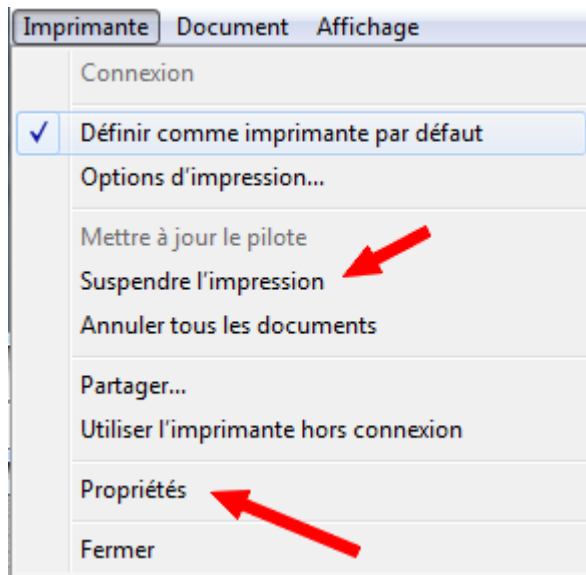 Imprimante Document Affichage
Connexion
Définir comme imprimante par défaut
Options d'impression...
Mettre à jour le pilote
Suspendre l'impression
Annuler tous les documents
Partager...
Utiliser l'imprimante hors connexion
Propriétés
Fermer